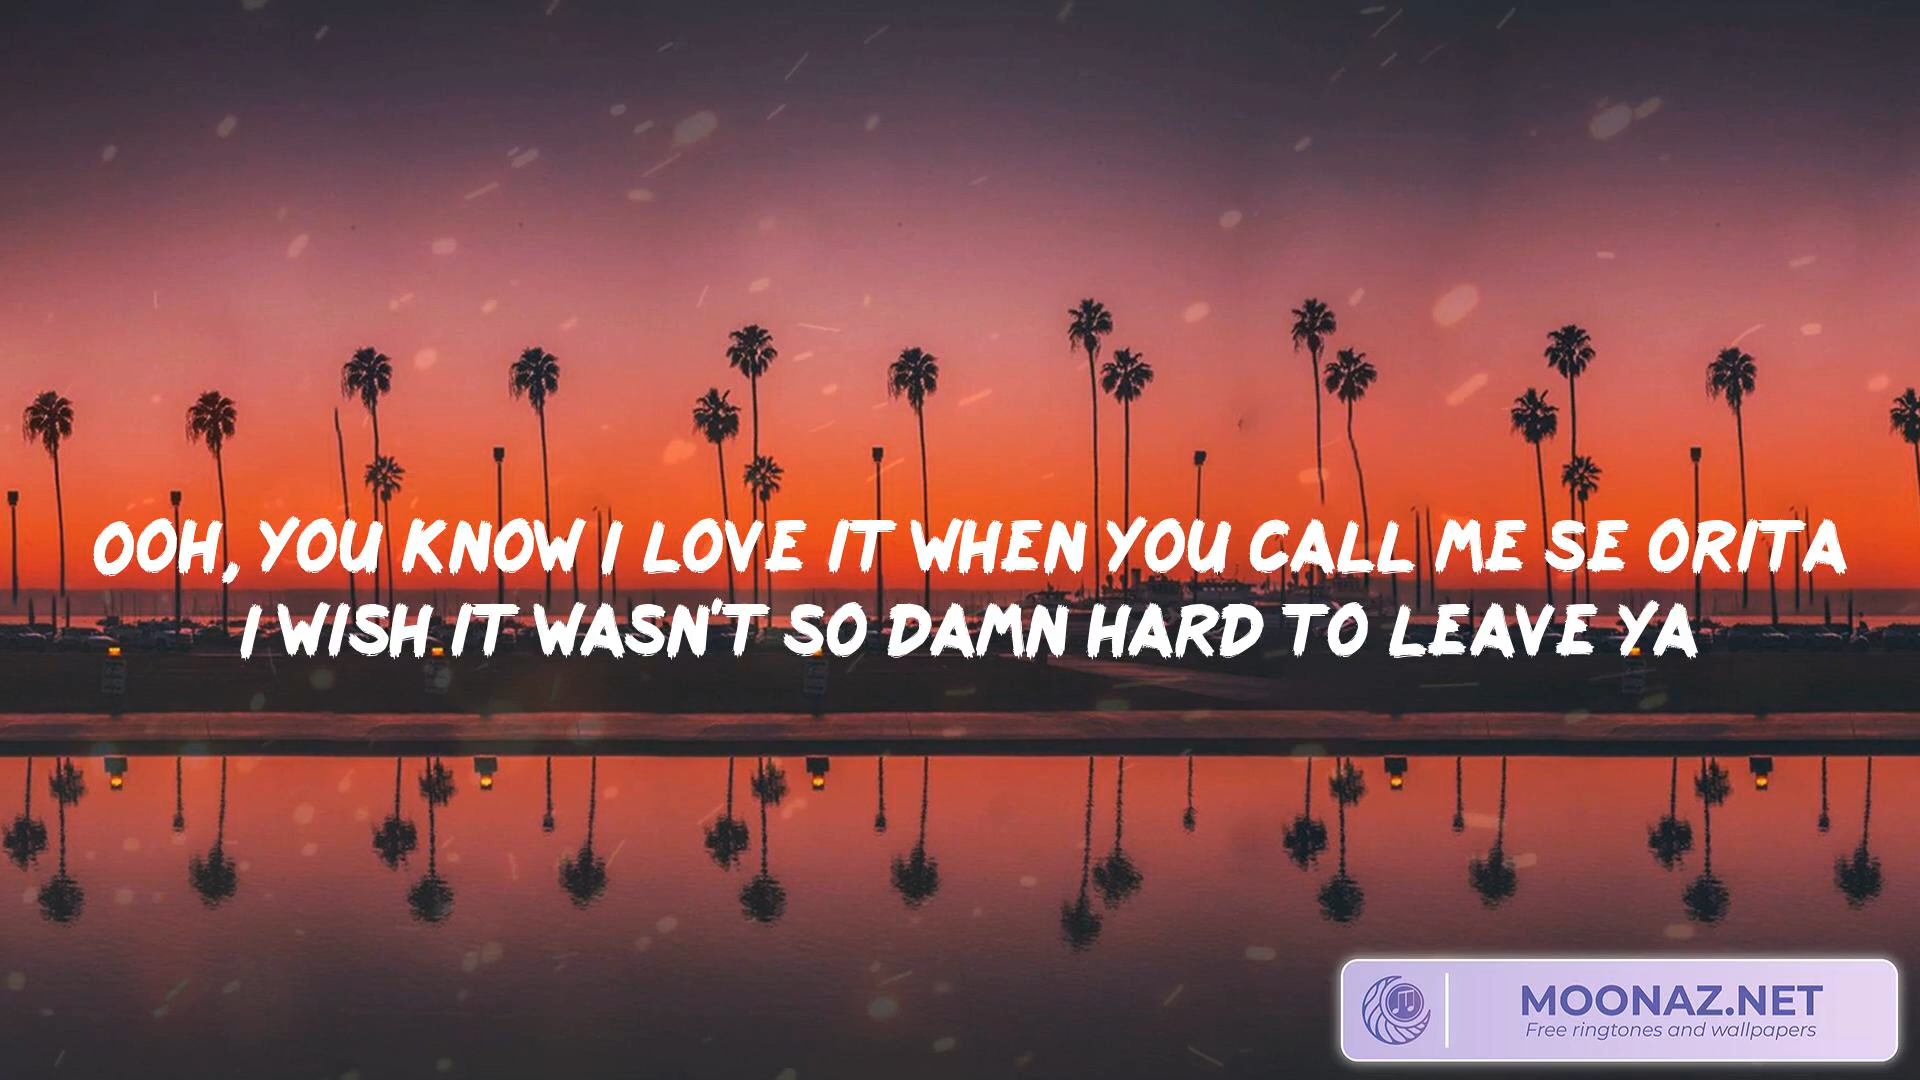 OOH, YOU KNOW I LOVE IT WHEN YOU CALL ME SE ORITA
I WISH IT WASN'T SO DAMN HARD TO LEAVE YA
MOONAZ.NET
Free ringtones and wallpapers